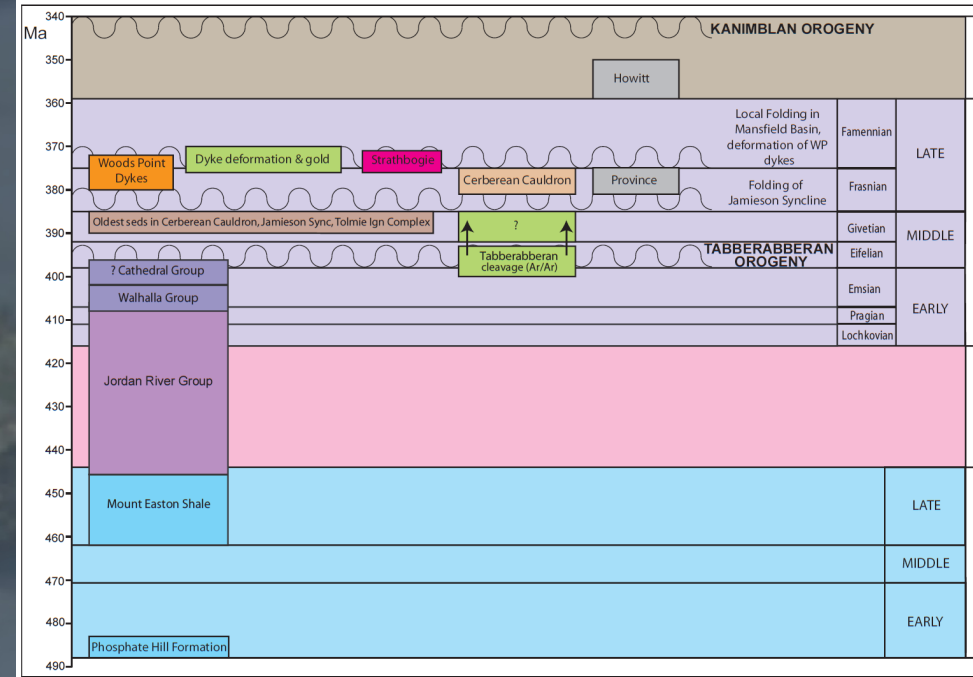 Ma
340
350
360
370
380
390
400
410
420
430
440
450
460
470
480
490
KANIMBLAN OROGENY
Howitt
Local Folding in
Mansfield Basin,
deformation of WP
dykes
Famennian
LATE
Woods Point
Dykes
Dyke deformation & gold
Strathbogie
Cerberean Cauldron
Province
Folding of
Jamieson Syncline
Frasnian
Oldest seds in Cerberean Cauldron, Jamieson Sync, Tolmie Ign Complex
?
Givetian
MIDDLE
Tabberabberan
cleavage (Ar/Ar)
TABBERABBERAN
OROGENY
Eifelian
? Cathedral Group
Walhalla Group
Emsian
EARLY
Pragian
Lochkovian
Jordan River Group
Mount Easton Shale
LATE
MIDDLE
EARLY
Phosphate Hill Formation